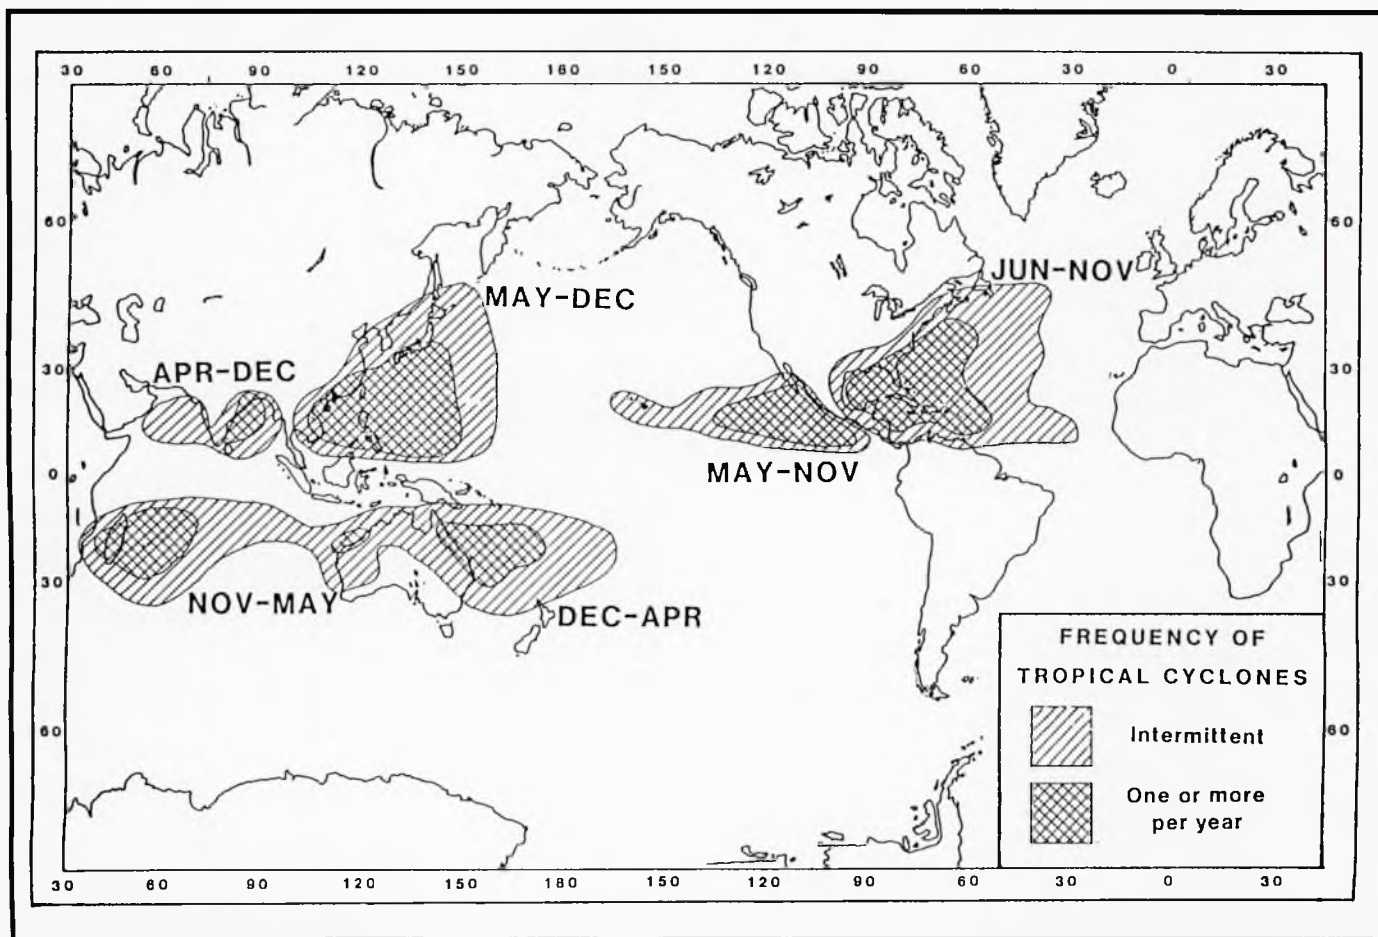 30 60 90 120 150 180 150 120 90 60 30 0 30
60 60
JUN-NOV
MAY-DEC
30 30
APR-DEC
MAY-NOV
0 0
30 30
NOV-MAY
DEC-APR
FREQUENCY OF
TROPICAL CYCLONES
60 60
Intermittent
One or more
per year
30 60 90 120 150 180 150 120 90 60 30 0 30